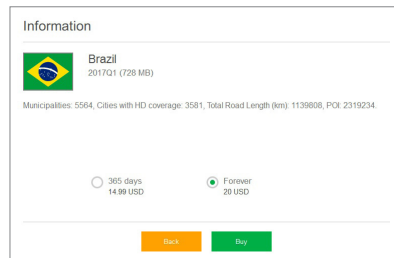 Information
Brazil
2017Q1 (728 MB)
Municipalities: 5564, Cities with HD coverage: 3581, Total Road Length (km): 1139808, POI: 2319234.
365 days
14.99 USD
Forever
20 USD
Back
Buy